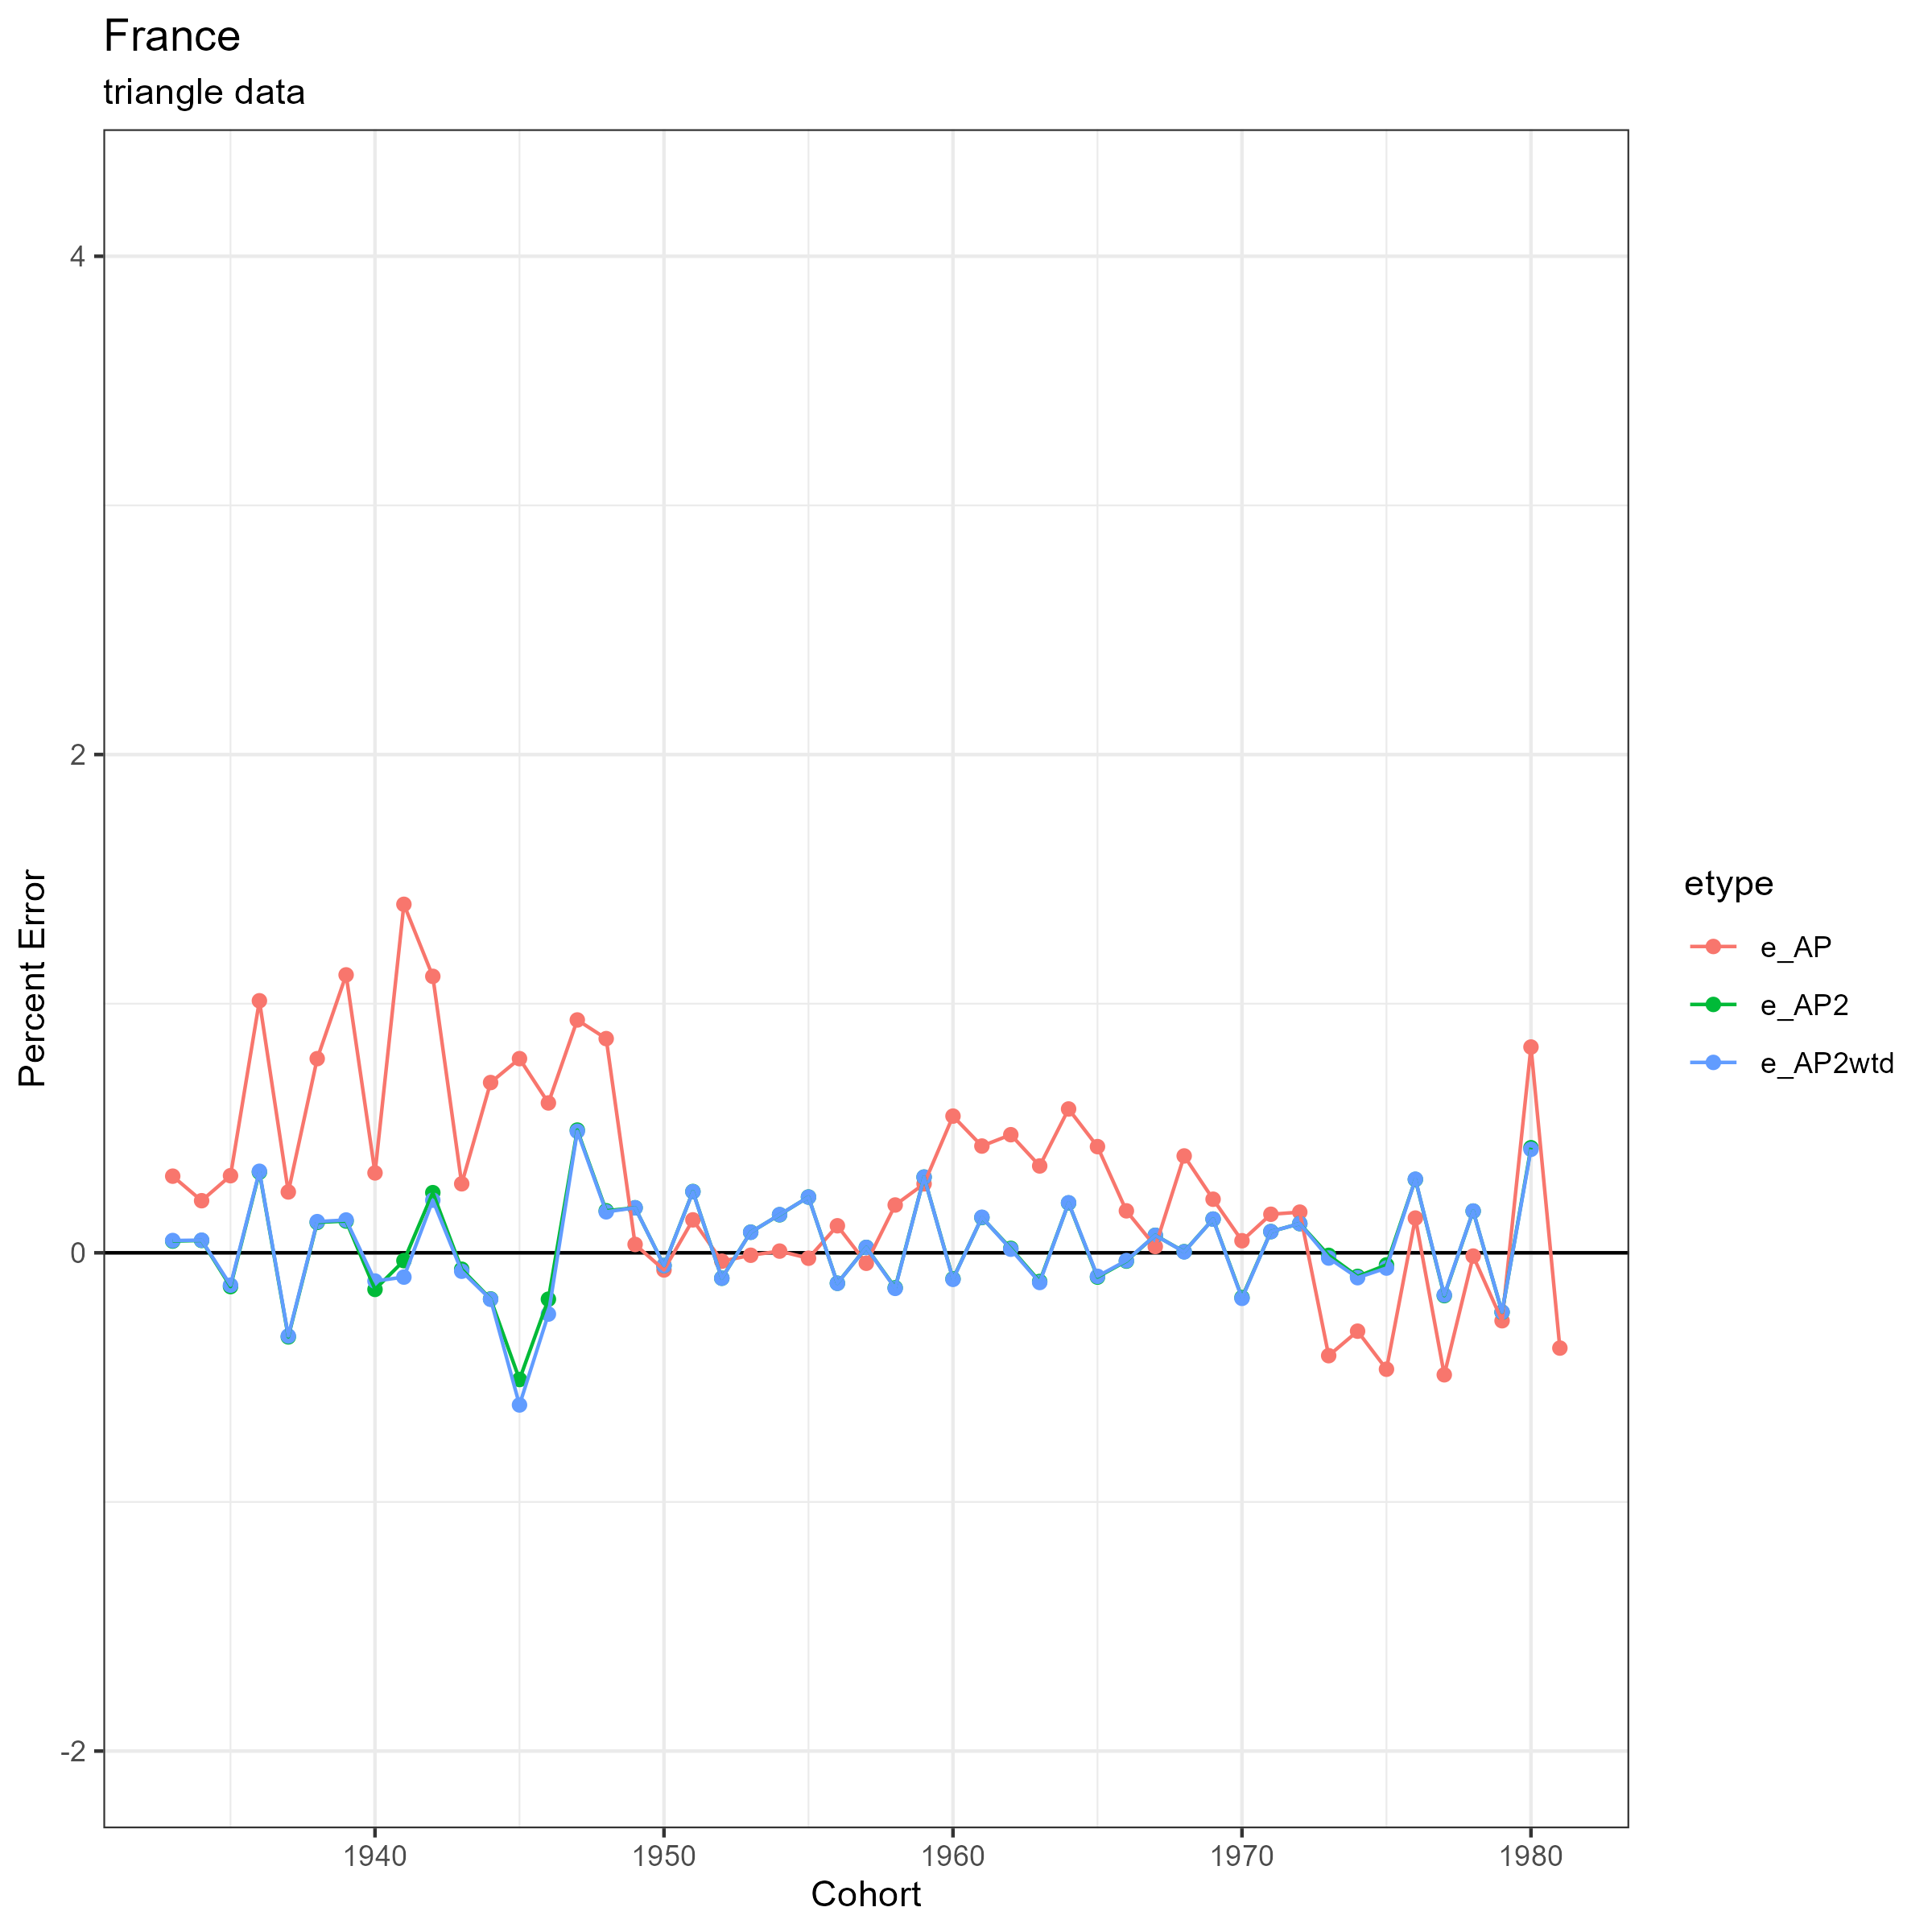 France
triangle data
4
2
0
-2
Percent Error
1940
1950
1960
1970
1980
Cohort
etype
e_AP
e_AP2
e_AP2wtd